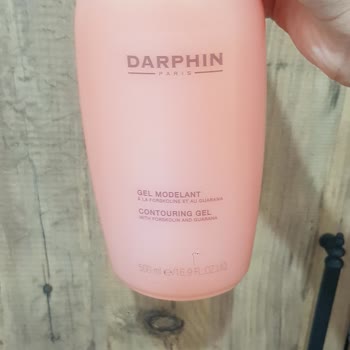 DARPHIN
PARIS
GEL MODELANT
À LA FORSKOLINE ET AU GUARANA
CONTOURING GEL
WITH FORSKOLIN AND GUARANA
500 ml e/16.9 FL.OZ.LIQ